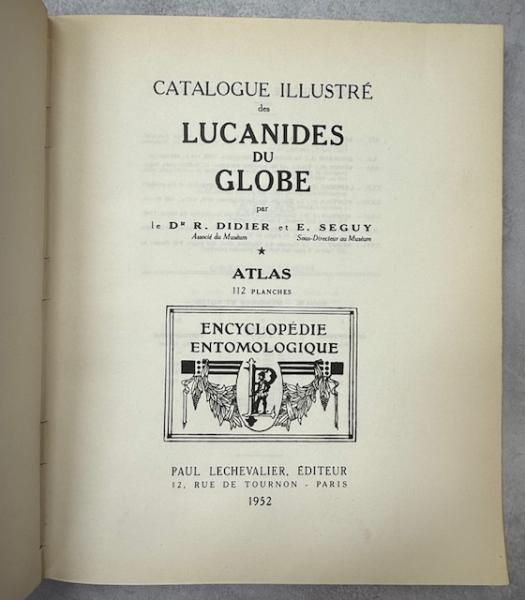 CATALOGUE ILLUSTRÉ
des
LUCANIDES
DU
GLOBE
par
le Dᴿ R. DIDIER et E. SEGUY
Associé du Muséum Sous-Directeur au Muséum
★
ATLAS
112 PLANCHES
ENCYCLOPÉDIE
ENTOMOLOGIQUE
PAUL LECHEVALIER, ÉDITEUR
12, RUE DE TOURNON - PARIS
1952